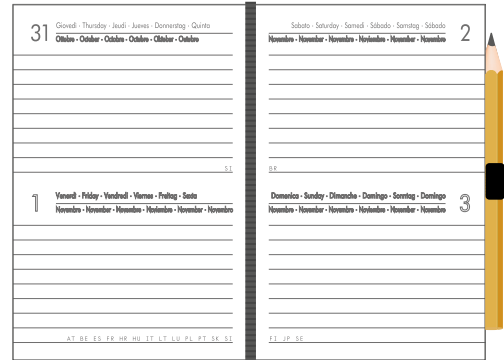 31
Giovedì · Thursday · Jeudi · Jueves · Donnerstag · Quinta
Ottobre · October · Octobre · Octubre · Oktober · Outubro
SI
1
Venerdì · Friday · Vendredi · Viernes · Freitag · Sexta
Novembre · November · Novembre · Noviembre · November · Novembro
AT BE ES FR HR HU IT LT LU PL PT SK SI
Sabato · Saturday · Samedi · Sábado · Samstag · Sábado
2
Novembre · November · Novembre · Noviembre · November · Novembro
BR
Domenica · Sunday · Dimanche · Domingo · Sonntag · Domingo
3
Novembre · November · Novembre · Noviembre · November · Novembro
FI JP SE